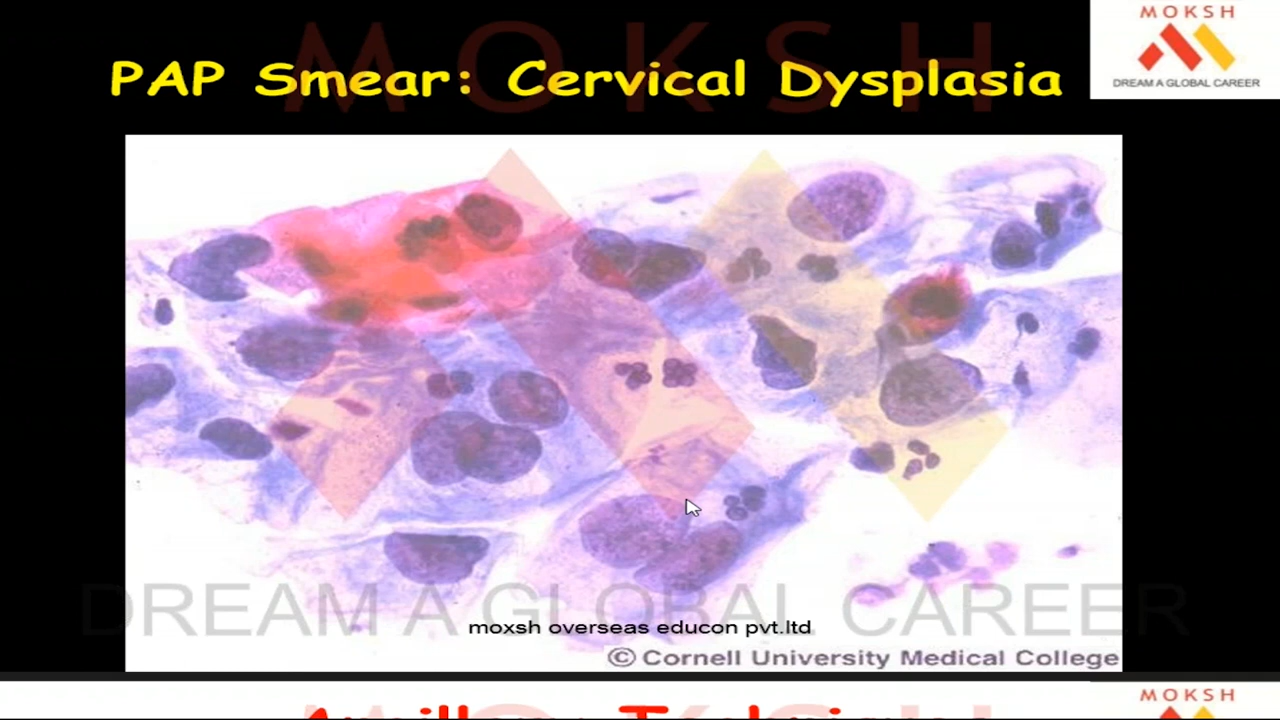 MOKSH
MOKSH
DREAM A GLOBAL CAREER
PAP Smear: Cervical Dysplasia
DREAM A GLOBAL CAREER
moxsh overseas educon pvt.ltd
© Cornell University Medical College
MOKSH